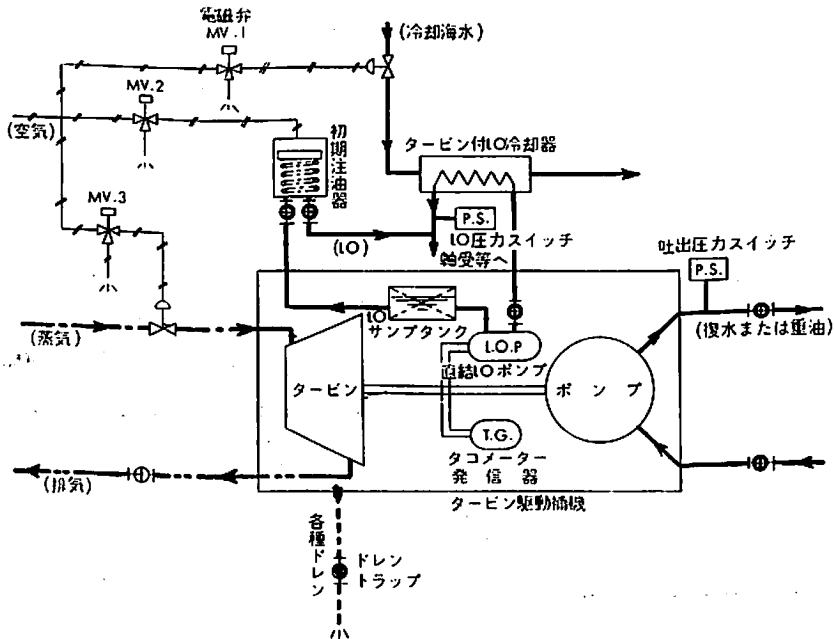 電磁弁
MV.1
(冷却海水)
MV.2
(空気)
初期注油器
タービン付LO冷却器
MV.3
P.S.
(LO)
LO圧力スイッチ
軸受等へ
吐出圧力スイッチ
P.S.
LO
サンプタンク
(蒸気)
L.O.P
直結LOポンプ
(復水または重油)
タービン
ポンプ
T.G.
タコメーター
発信器
(排気)
タービン駆動補機
各種ドレン
ドレン
トラップ